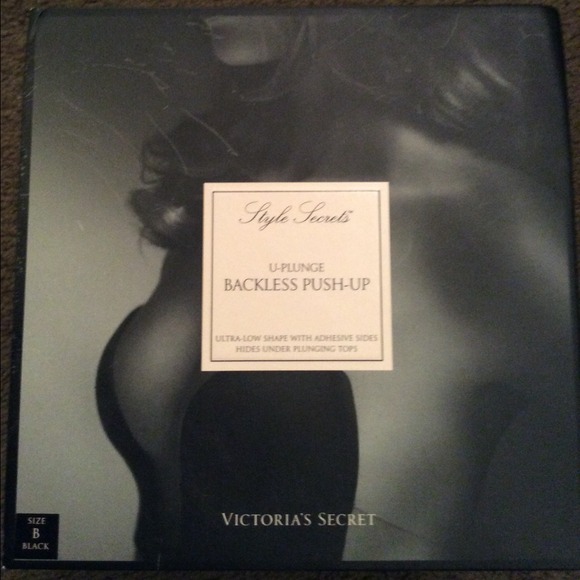 Style Secrets™
U-PLUNGE
BACKLESS PUSH-UP
ULTRA-LOW SHAPE WITH ADHESIVE SIDES
HIDES UNDER PLUNGING TOPS
VICTORIA'S SECRET
SIZE
B
BLACK